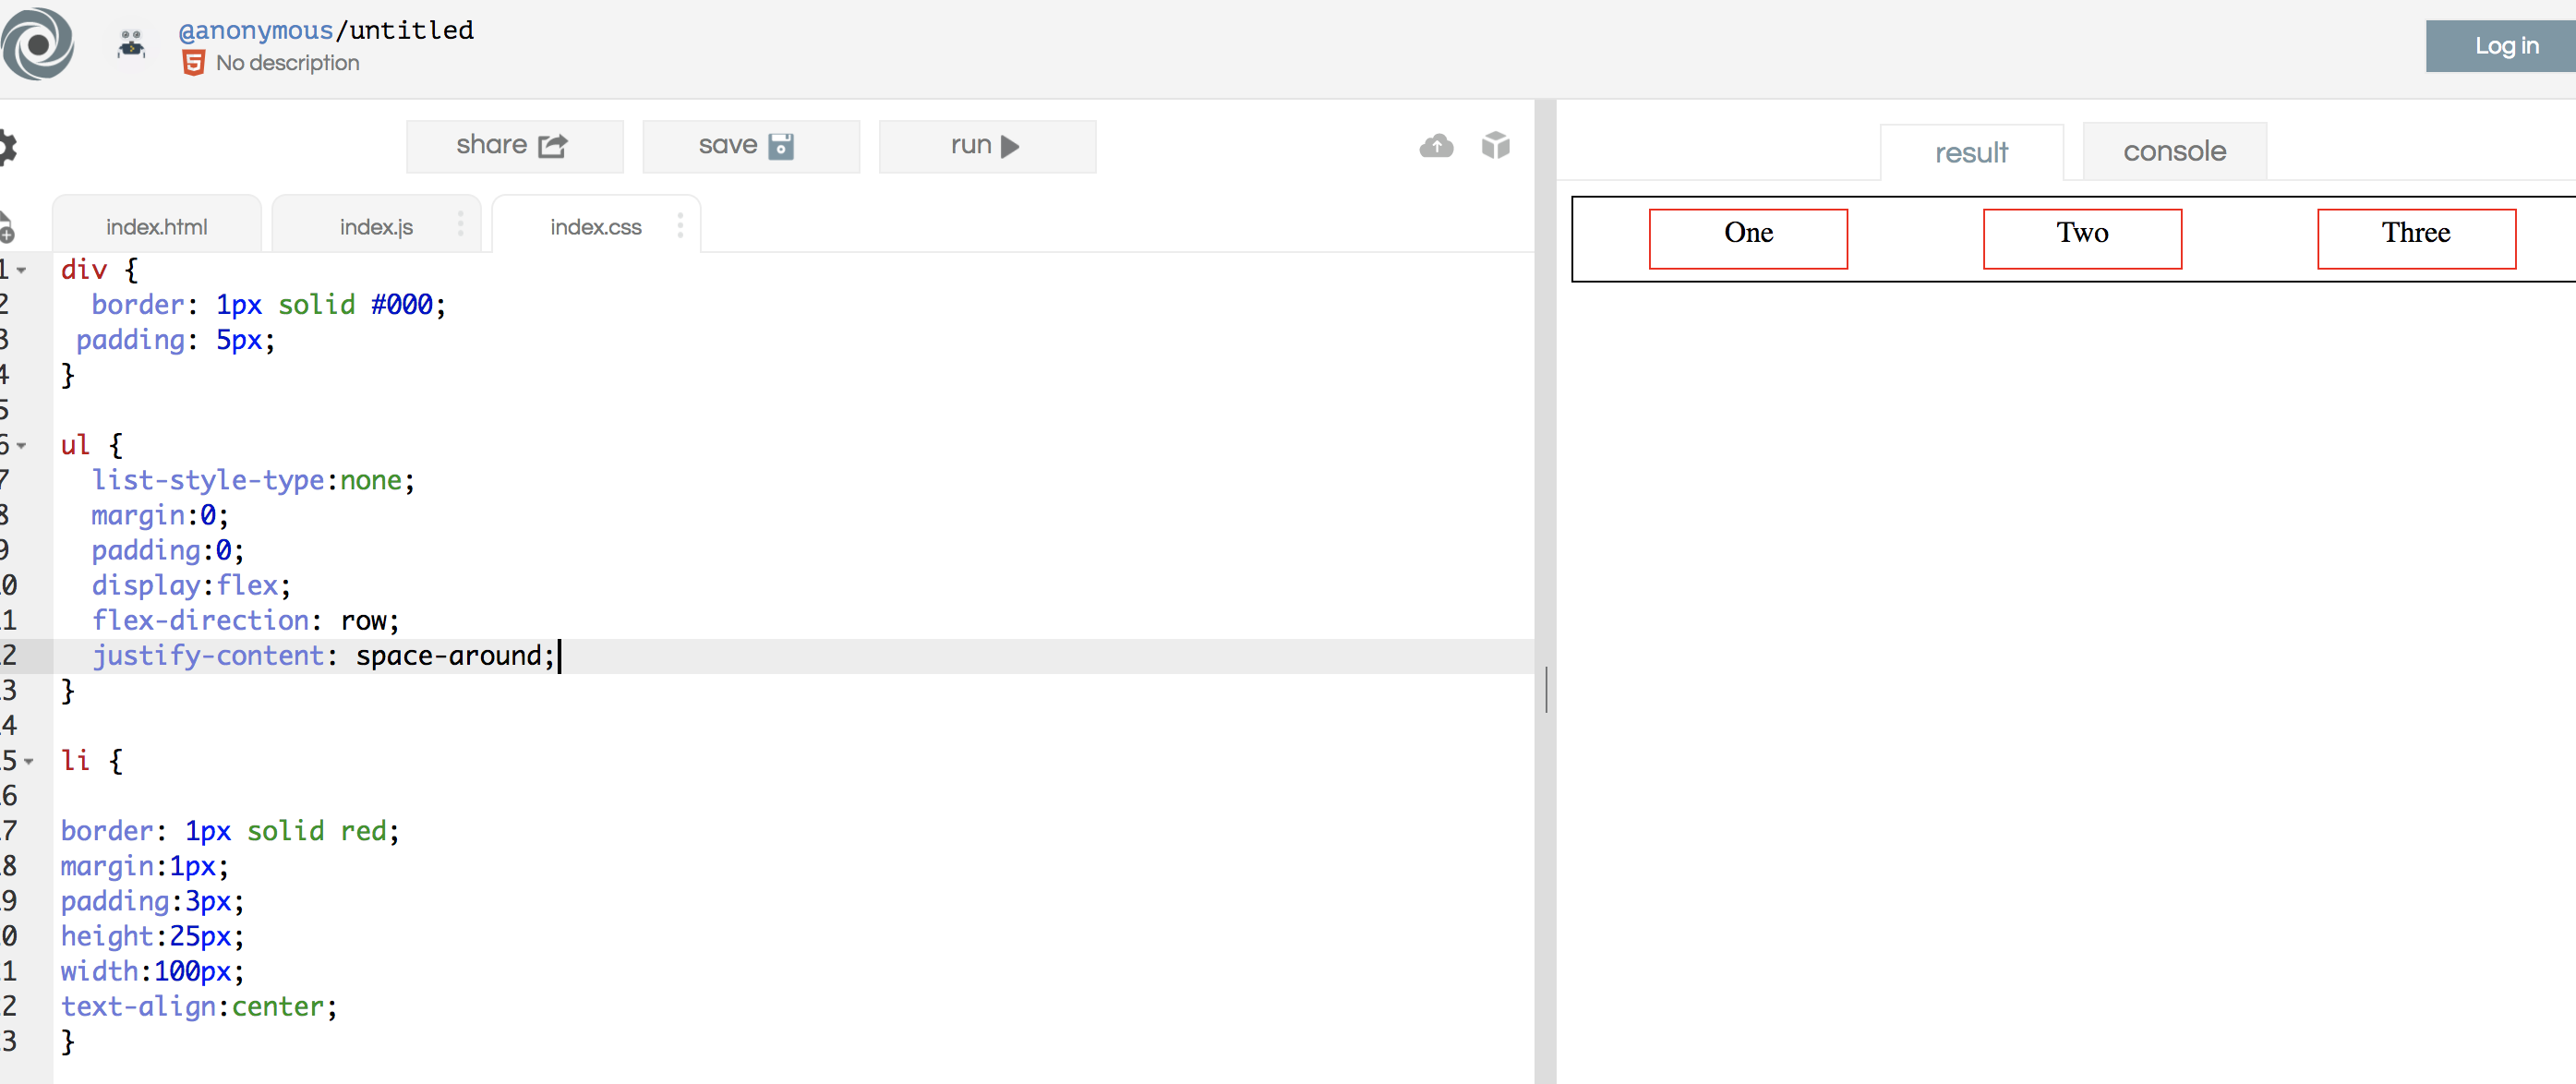 @anonymous/untitled
No description
Log in
share
save
run
result
console
index.html
index.js
index.css
One
Two
Three
1 div {
2 border: 1px solid #000;
3 padding: 5px;
4 }
5
6 ul {
7 list-style-type:none;
8 margin:0;
9 padding:0;
0 display:flex;
1 flex-direction: row;
2 justify-content: space-around;
3 }
4
5 li {
6
7 border: 1px solid red;
8 margin:1px;
9 padding:3px;
0 height:25px;
1 width:100px;
2 text-align:center;
3 }